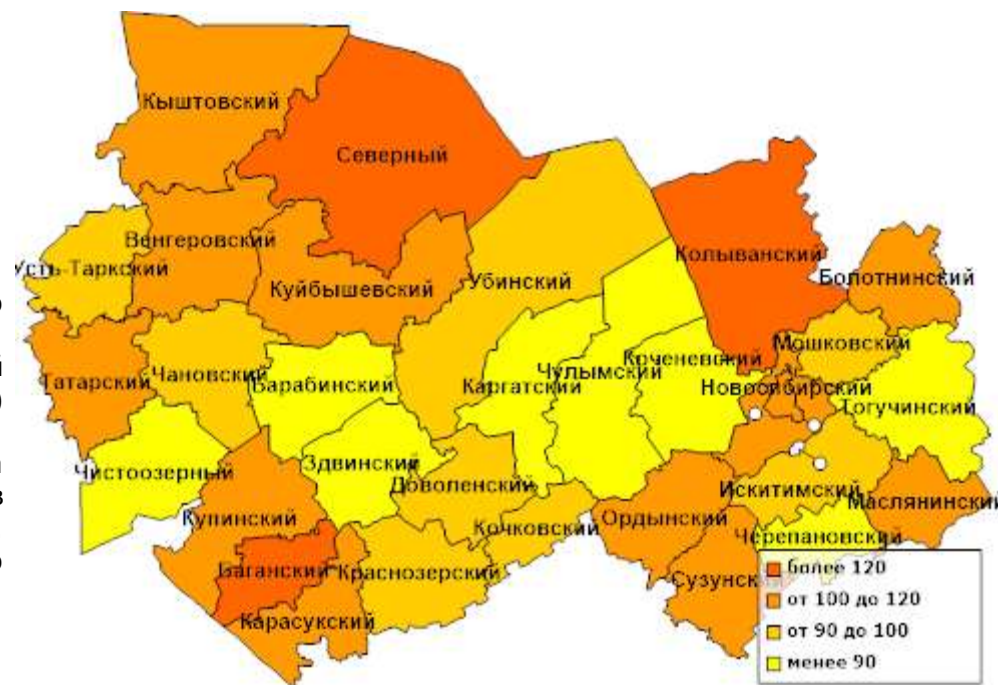 Кыштовский
Северный
Венгеровский
Колыванский
Усть-Таркский
Болотнинский
Куйбышевский
Убинский
Мошковский
Татарский
Чановский
Барабинский
Каргатский
Чулымский
Коченевский
Новосибирский
Тогучинский
Чистоозерный
Здвинский
Доволенский
Искитимский
Маслянинский
Купинский
Кочковский
Ордынский
Черепановский
Баганский
Краснозерский
Сузунский
Карасукский
более 120
от 100 до 120
от 90 до 100
менее 90